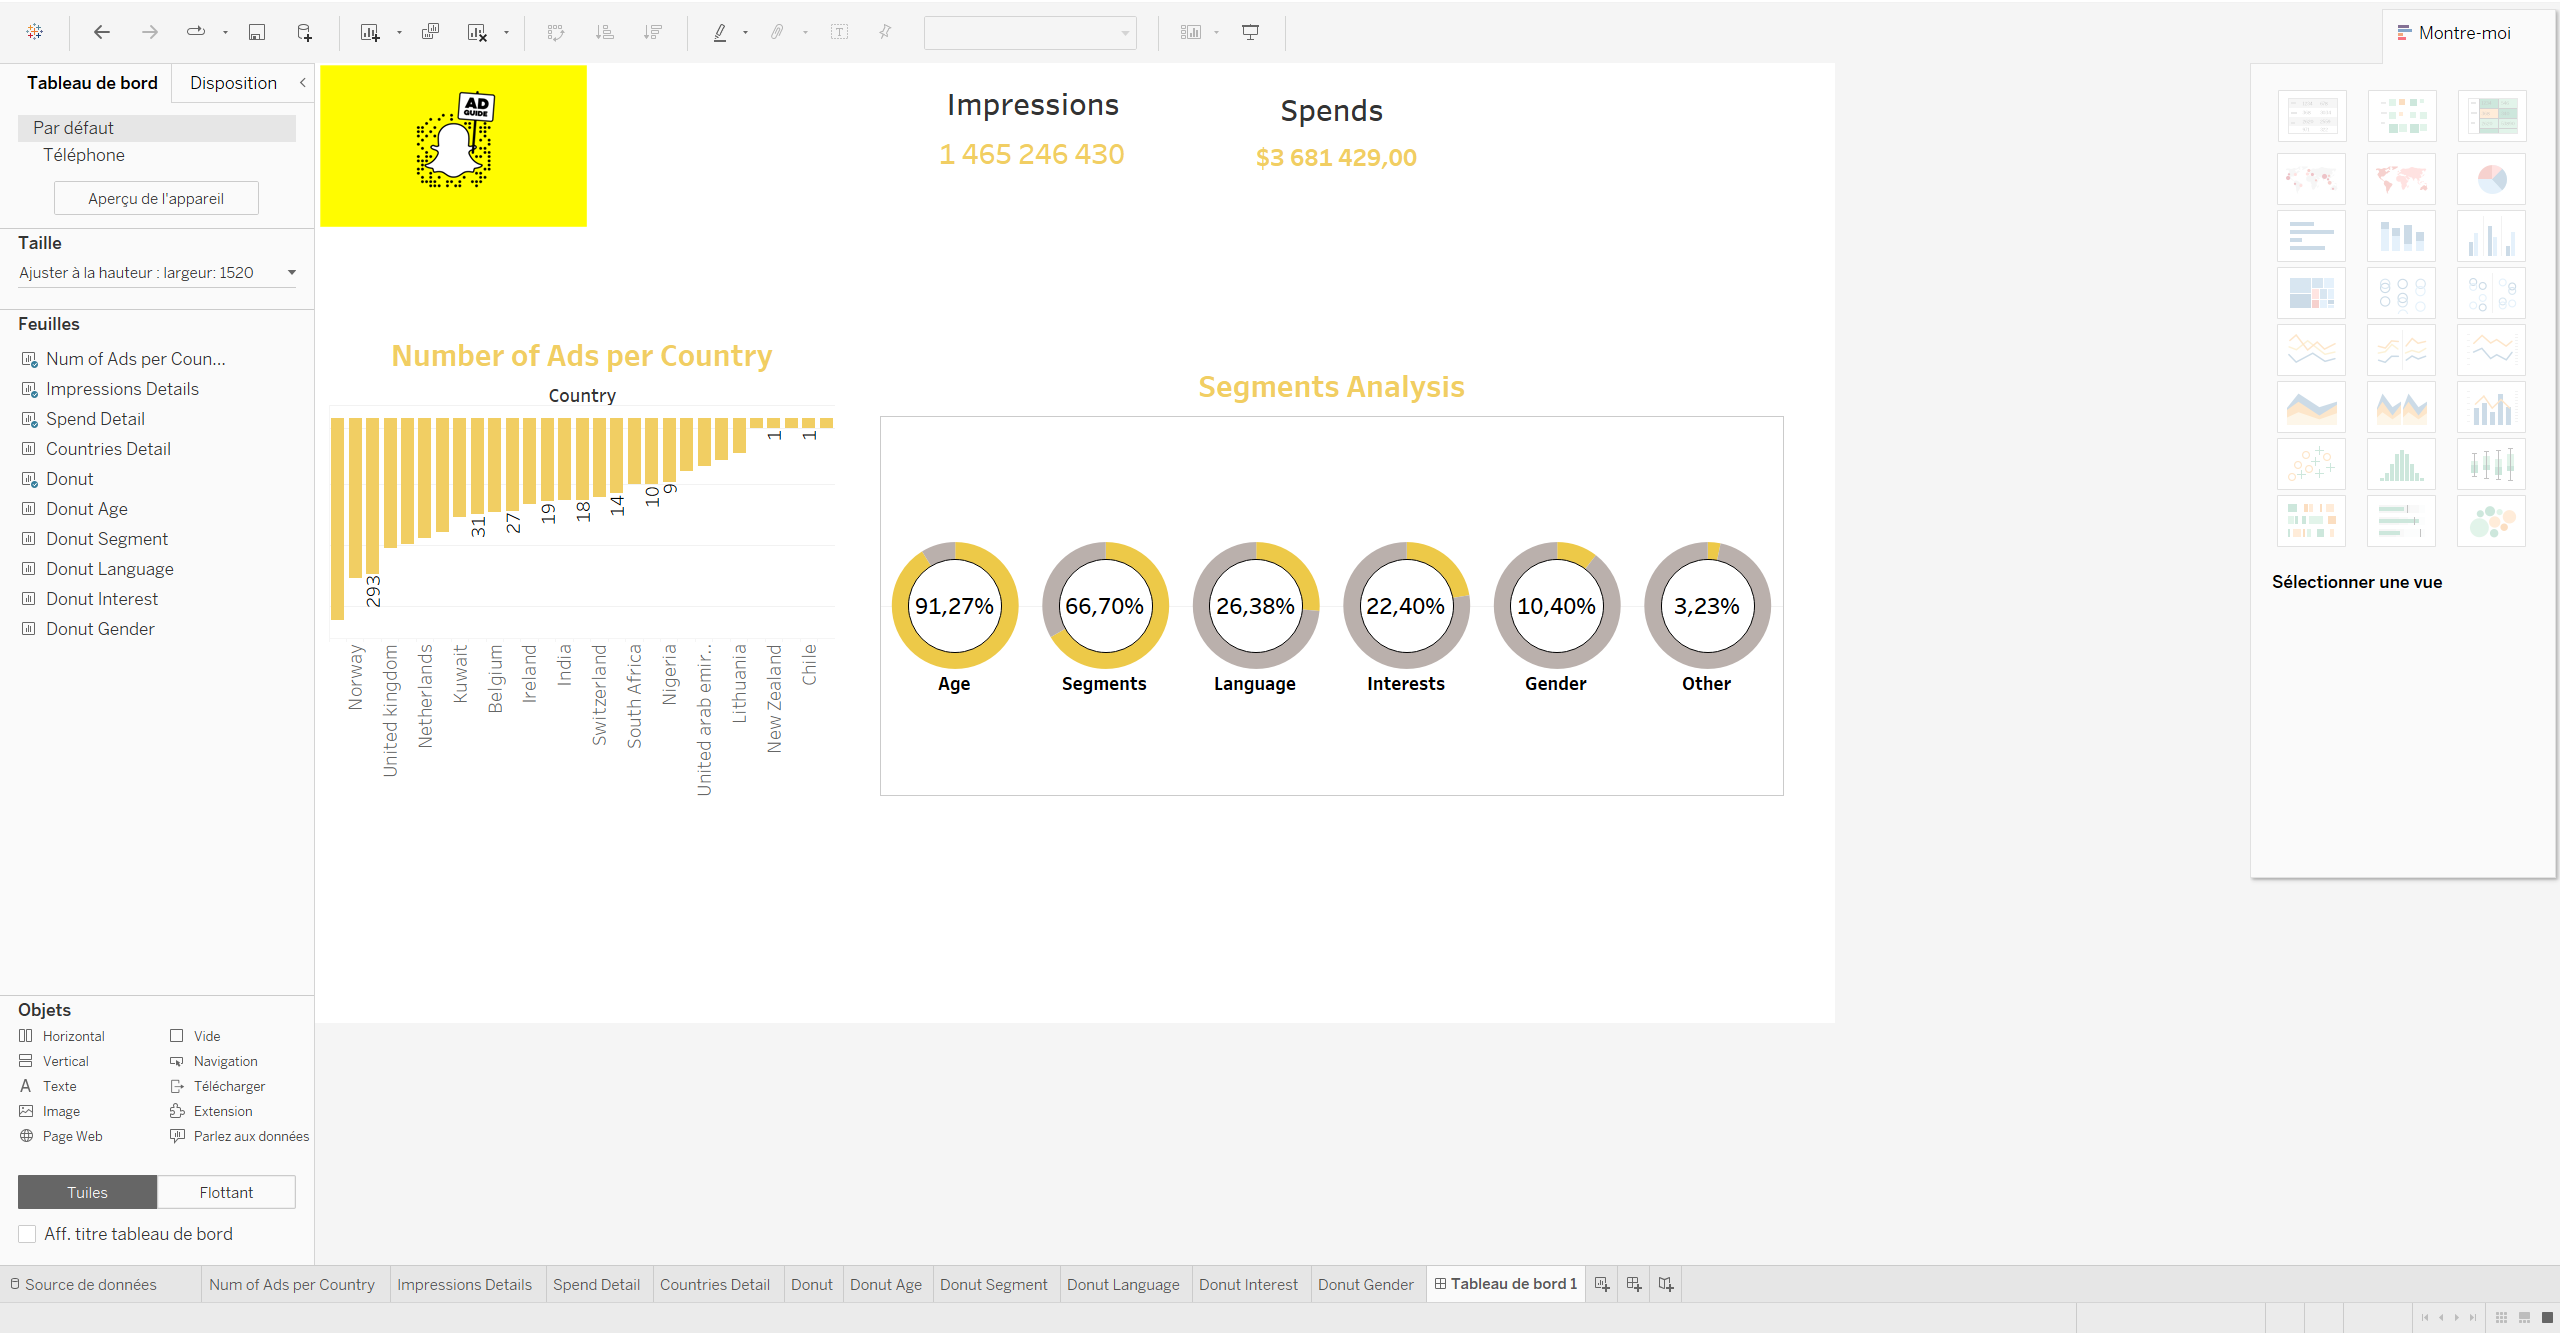 Montre-moi
Tableau de bord
Disposition
Par défaut
Téléphone
Aperçu de l'appareil
Taille
Ajuster à la hauteur : largeur: 1520
Feuilles
Num of Ads per Coun...
Impressions Details
Spend Detail
Countries Detail
Donut
Donut Age
Donut Segment
Donut Language
Donut Interest
Donut Gender
Objets
Horizontal
Vide
Vertical
Navigation
Texte
Télécharger
Image
Extension
Page Web
Parlez aux données
Tuiles
Flottant
Aff. titre tableau de bord
AD
GUIDE
Impressions
1 465 246 430
Spends
$3 681 429,00
Number of Ads per Country
Country
293
31
27
19
18
14
10
9
1
1
Norway
United kingdom
Netherlands
Kuwait
Belgium
Ireland
India
Switzerland
South Africa
Nigeria
United arab emir..
Lithuania
New Zealand
Chile
Segments Analysis
91,27%
66,70%
26,38%
22,40%
10,40%
3,23%
Age
Segments
Language
Interests
Gender
Other
Sélectionner une vue
Source de données
Num of Ads per Country
Impressions Details
Spend Detail
Countries Detail
Donut
Donut Age
Donut Segment
Donut Language
Donut Interest
Donut Gender
Tableau de bord 1